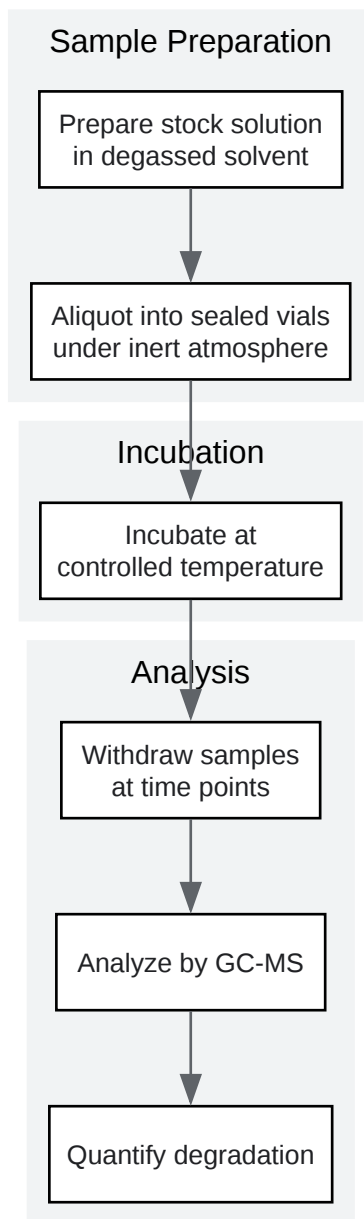 Sample Preparation
Prepare stock solution
in degassed solvent
Aliquot into sealed vials
under inert atmosphere
Incubation
Incubate at
controlled temperature
Analysis
Withdraw samples
at time points
Analyze by GC-MS
Quantify degradation